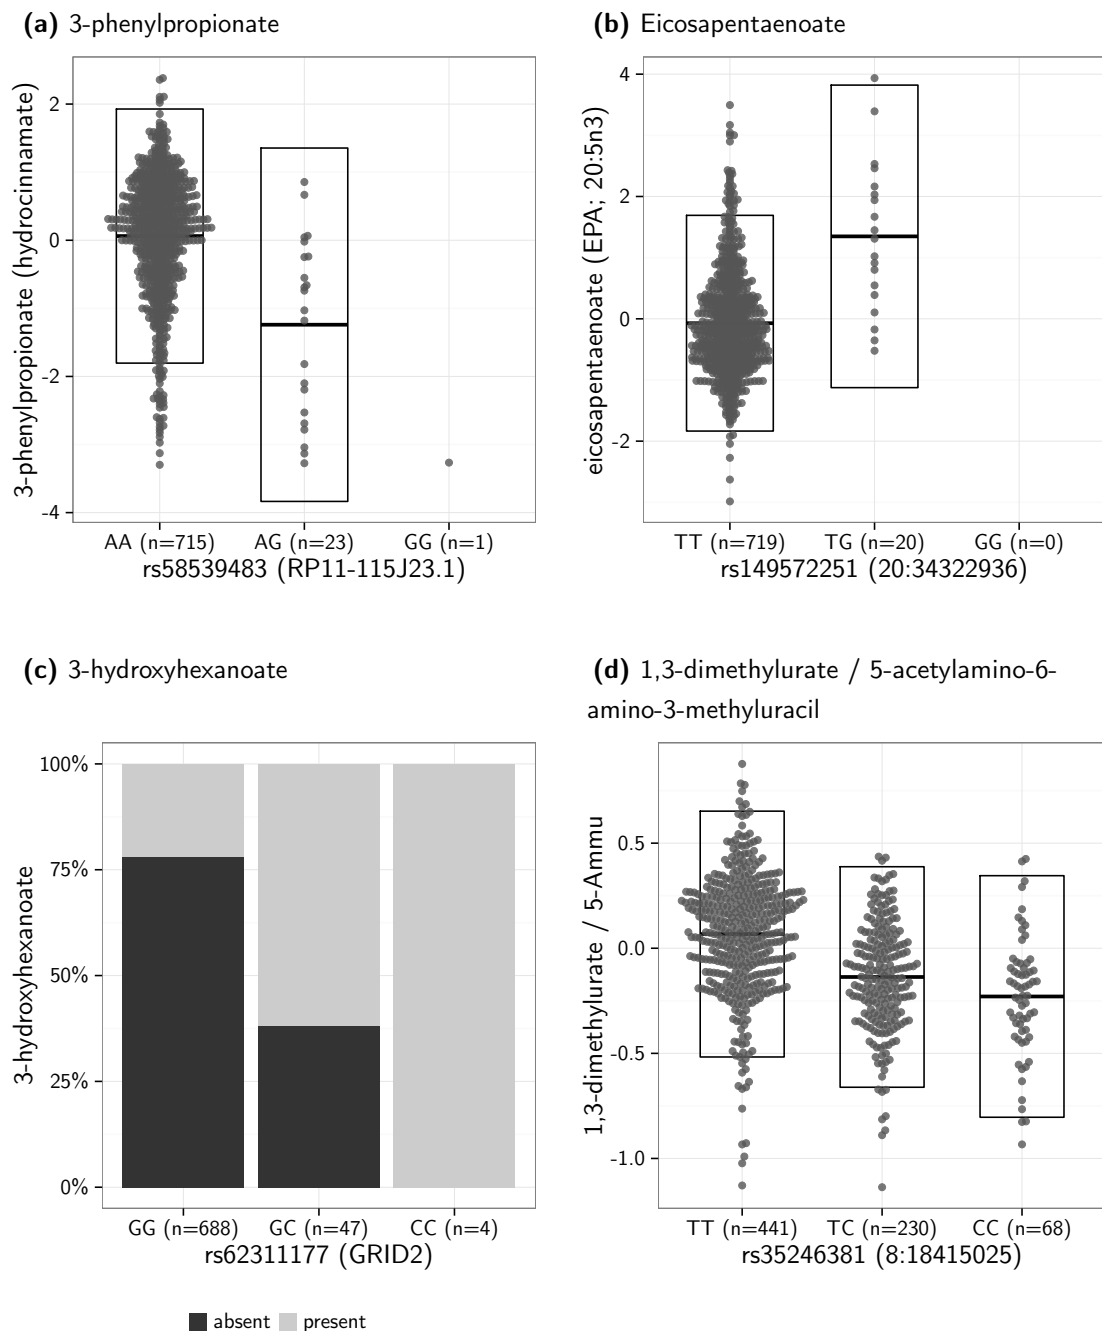 (a) 3-phenylpropionate
3-phenylpropionate (hydrocinnamate)
2
0
-2
-4
AA (n=715) AG (n=23) GG (n=1)
rs58539483 (RP11-115J23.1)
(b) Eicosapentaenoate
eicosapentaenoate (EPA; 20:5n3)
4
2
0
-2
TT (n=719) TG (n=20) GG (n=0)
rs149572251 (20:34322936)
(c) 3-hydroxyhexanoate
3-hydroxyhexanoate
100%
75%
50%
25%
0%
GG (n=688) GC (n=47) CC (n=4)
rs62311177 (GRID2)
absent present
(d) 1,3-dimethylurate / 5-acetylamino-6-
amino-3-methyluracil
1,3-dimethylurate / 5-Ammu
0.5
0.0
-0.5
-1.0
TT (n=441) TC (n=230) CC (n=68)
rs35246381 (8:18415025)